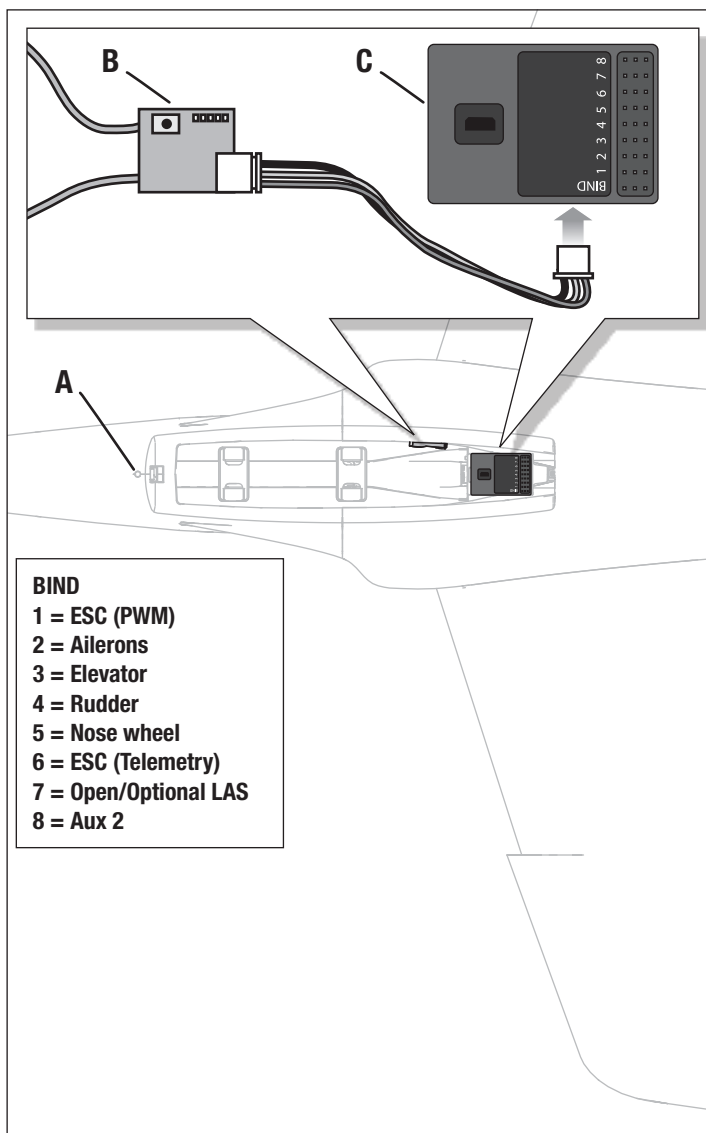 B
C
BIND 1 2 3 4 5 6 7 8
A
BIND
1 = ESC (PWM)
2 = Ailerons
3 = Elevator
4 = Rudder
5 = Nose wheel
6 = ESC (Telemetry)
7 = Open/Optional LAS
8 = Aux 2